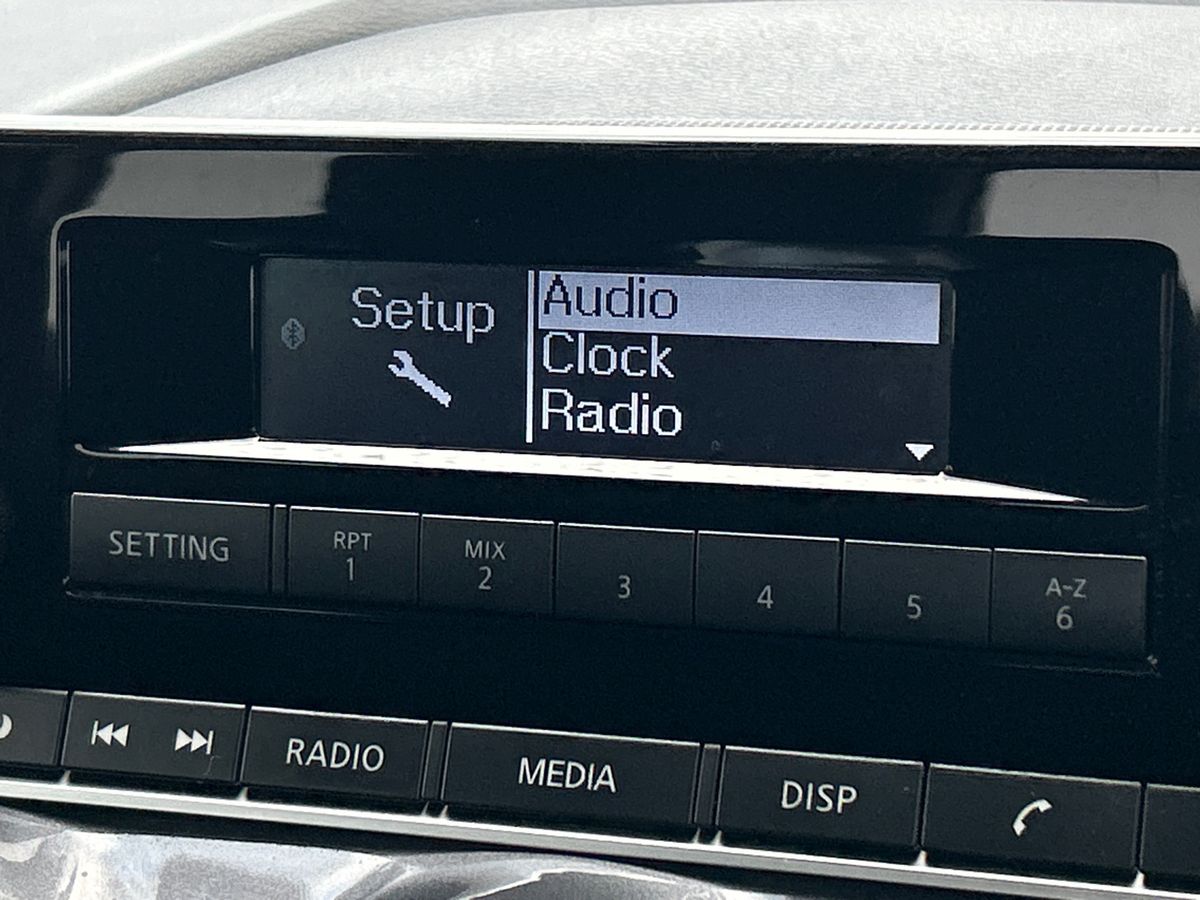 Setup
Audio
Clock
Radio
SETTING
RPT
1
MIX
2
3
4
5
A-Z
6
RADIO
MEDIA
DISP